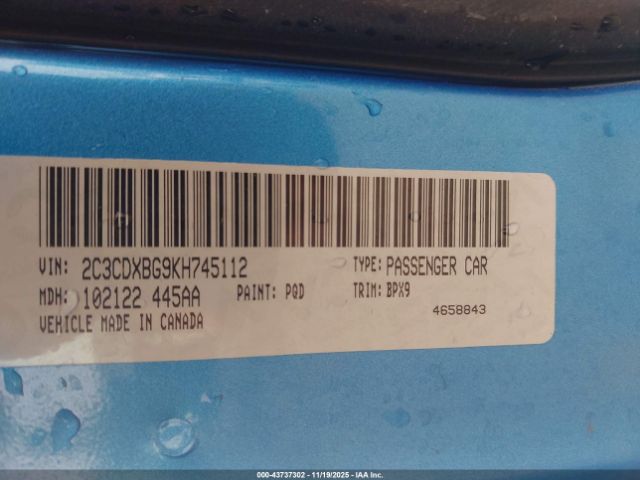 VIN: 2C3CDXBG9KH745112 TYPE: PASSENGER CAR
MDH: 102122 445AA PAINT: PQD TRIM: BPX9
VEHICLE MADE IN CANADA 4658843
000-43737302 - 11/19/2025 - IAA Inc.